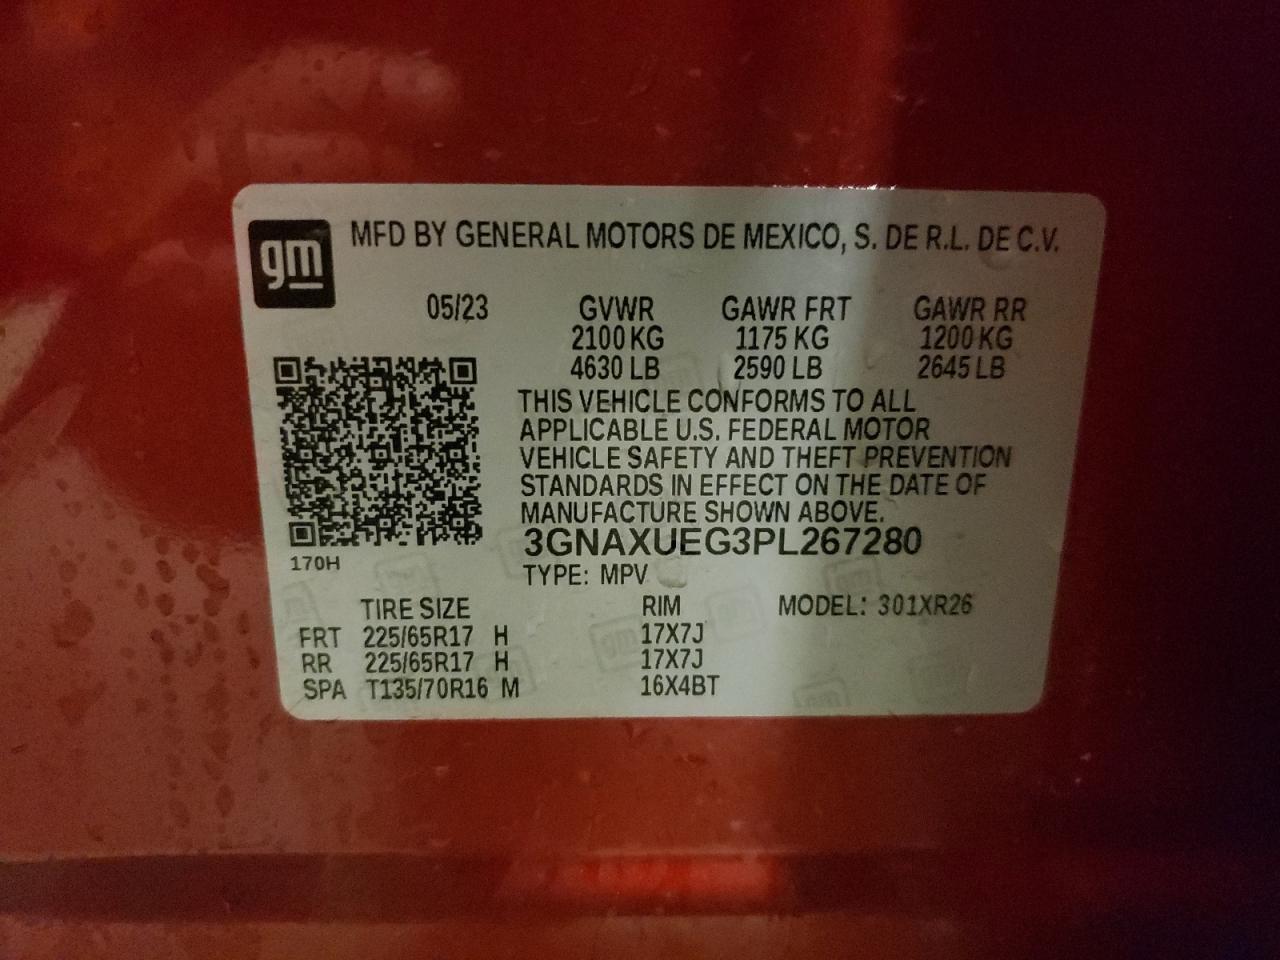 gm MFD BY GENERAL MOTORS DE MEXICO, S. DE R.L. DE C.V.
05/23 GVWR GAWR FRT GAWR RR
2100 KG 1175 KG 1200 KG
4630 LB 2590 LB 2645 LB
THIS VEHICLE CONFORMS TO ALL
APPLICABLE U.S. FEDERAL MOTOR
VEHICLE SAFETY AND THEFT PREVENTION
STANDARDS IN EFFECT ON THE DATE OF
MANUFACTURE SHOWN ABOVE.
3GNAXUEG3PL267280
170H
TYPE: MPV
TIRE SIZE RIM MODEL: 301XR26
FRT 225/65R17 H 17X7J
RR 225/65R17 H 17X7J
SPA T135/70R16 M 16X4BT